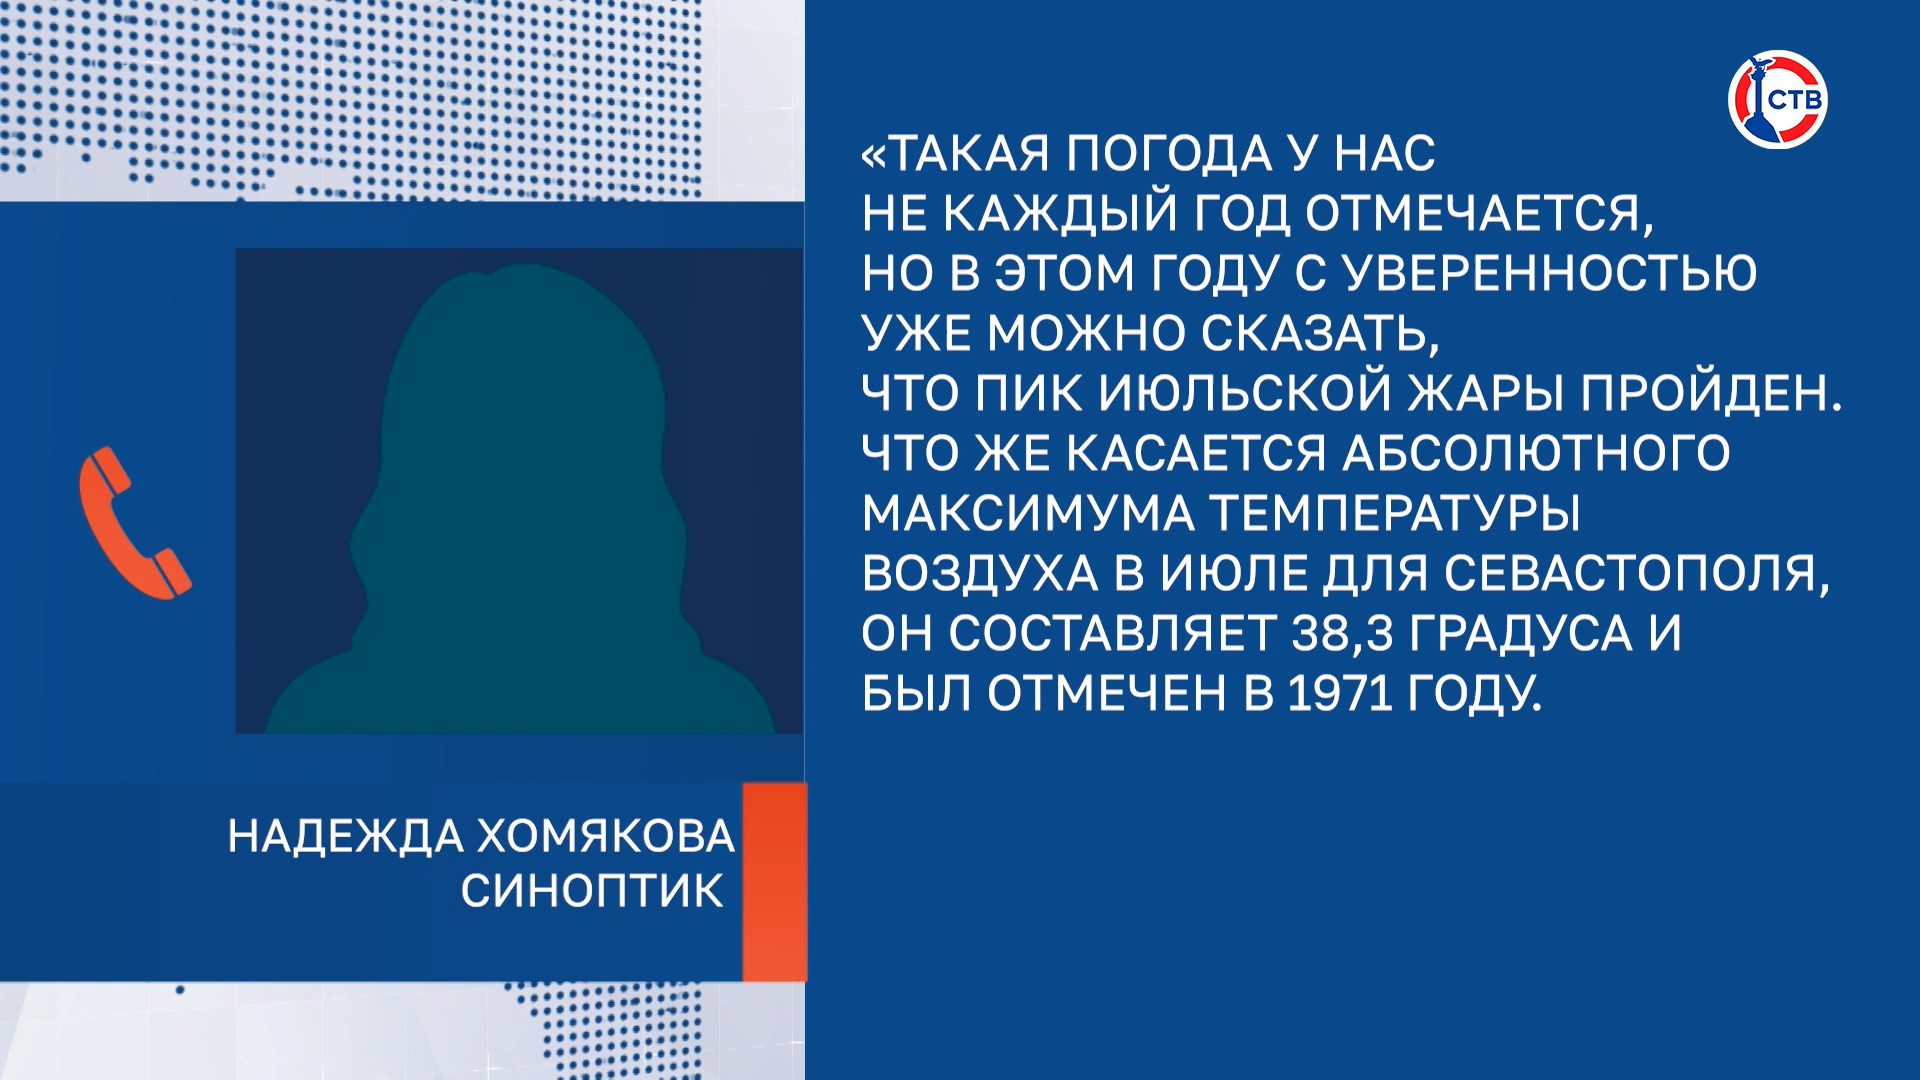 СТВ
«ТАКАЯ ПОГОДА У НАС
НЕ КАЖДЫЙ ГОД ОТМЕЧАЕТСЯ,
НО В ЭТОМ ГОДУ С УВЕРЕННОСТЬЮ
УЖЕ МОЖНО СКАЗАТЬ,
ЧТО ПИК ИЮЛЬСКОЙ ЖАРЫ ПРОЙДЕН.
ЧТО ЖЕ КАСАЕТСЯ АБСОЛЮТНОГО
МАКСИМУМА ТЕМПЕРАТУРЫ
ВОЗДУХА В ИЮЛЕ ДЛЯ СЕВАСТОПОЛЯ,
ОН СОСТАВЛЯЕТ 38,3 ГРАДУСА И
БЫЛ ОТМЕЧЕН В 1971 ГОДУ.
НАДЕЖДА ХОМЯКОВА
СИНОПТИК